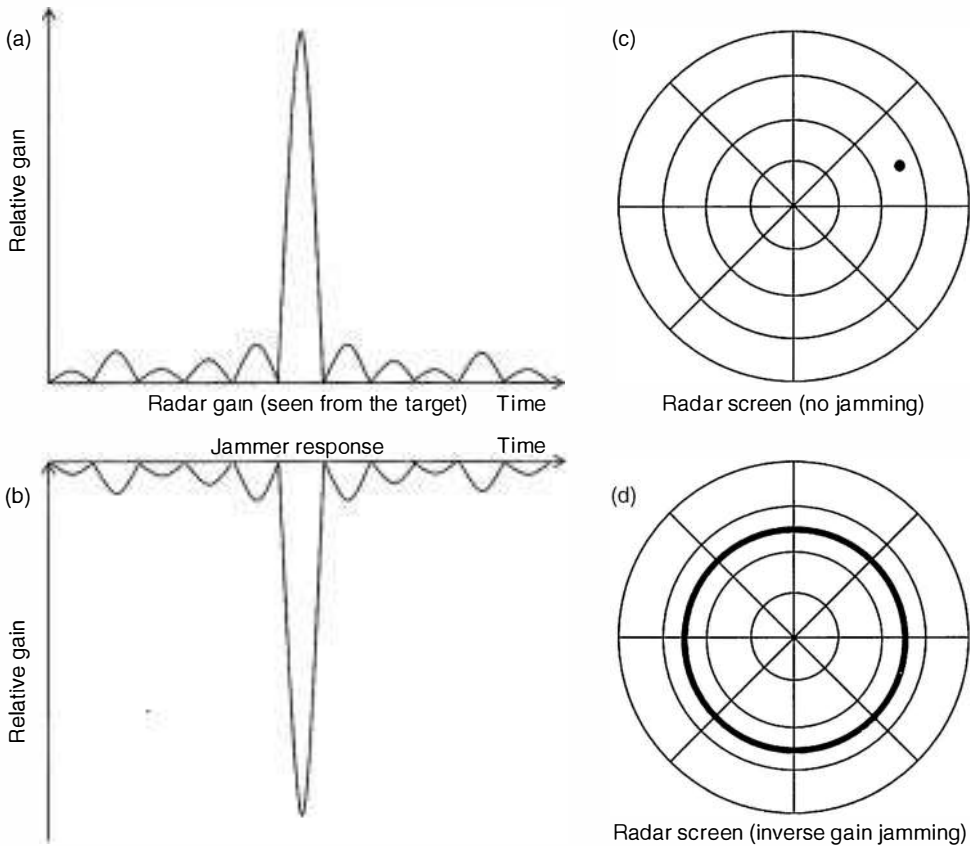 (a)
Relative gain
Radar gain (seen from the target) Time
(c)
Radar screen (no jamming)
Jammer response Time
(b)
Relative gain
(d)
Radar screen (inverse gain jamming)